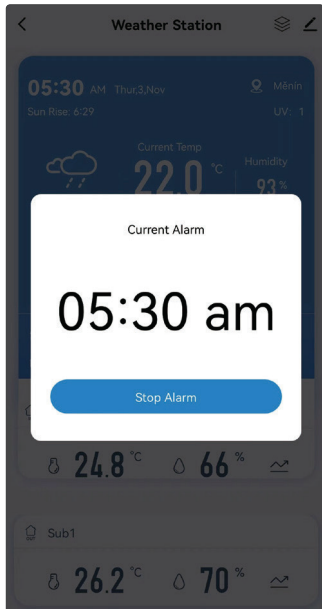 Weather Station
05:30 AM Thur,3,Nov
Mênin
Sun Rise: 6:29
UV: 1
Current Temp
22.0 °C
Humidity
93 %
Current Alarm
05:30 am
Stop Alarm
24.8 °C 66 %
Sub1
26.2 °C 70 %